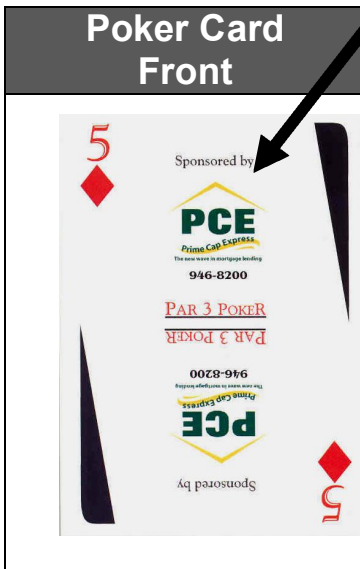 Poker Card
Front
5
Sponsored by
PCE
Prime Cap Express
The new wave in mortgage lending
946-8200
PAR 3 POKER
PAR 3 POKER
946-8200
The new wave in mortgage lending
Prime Cap Express
PCE
Sponsored by
5